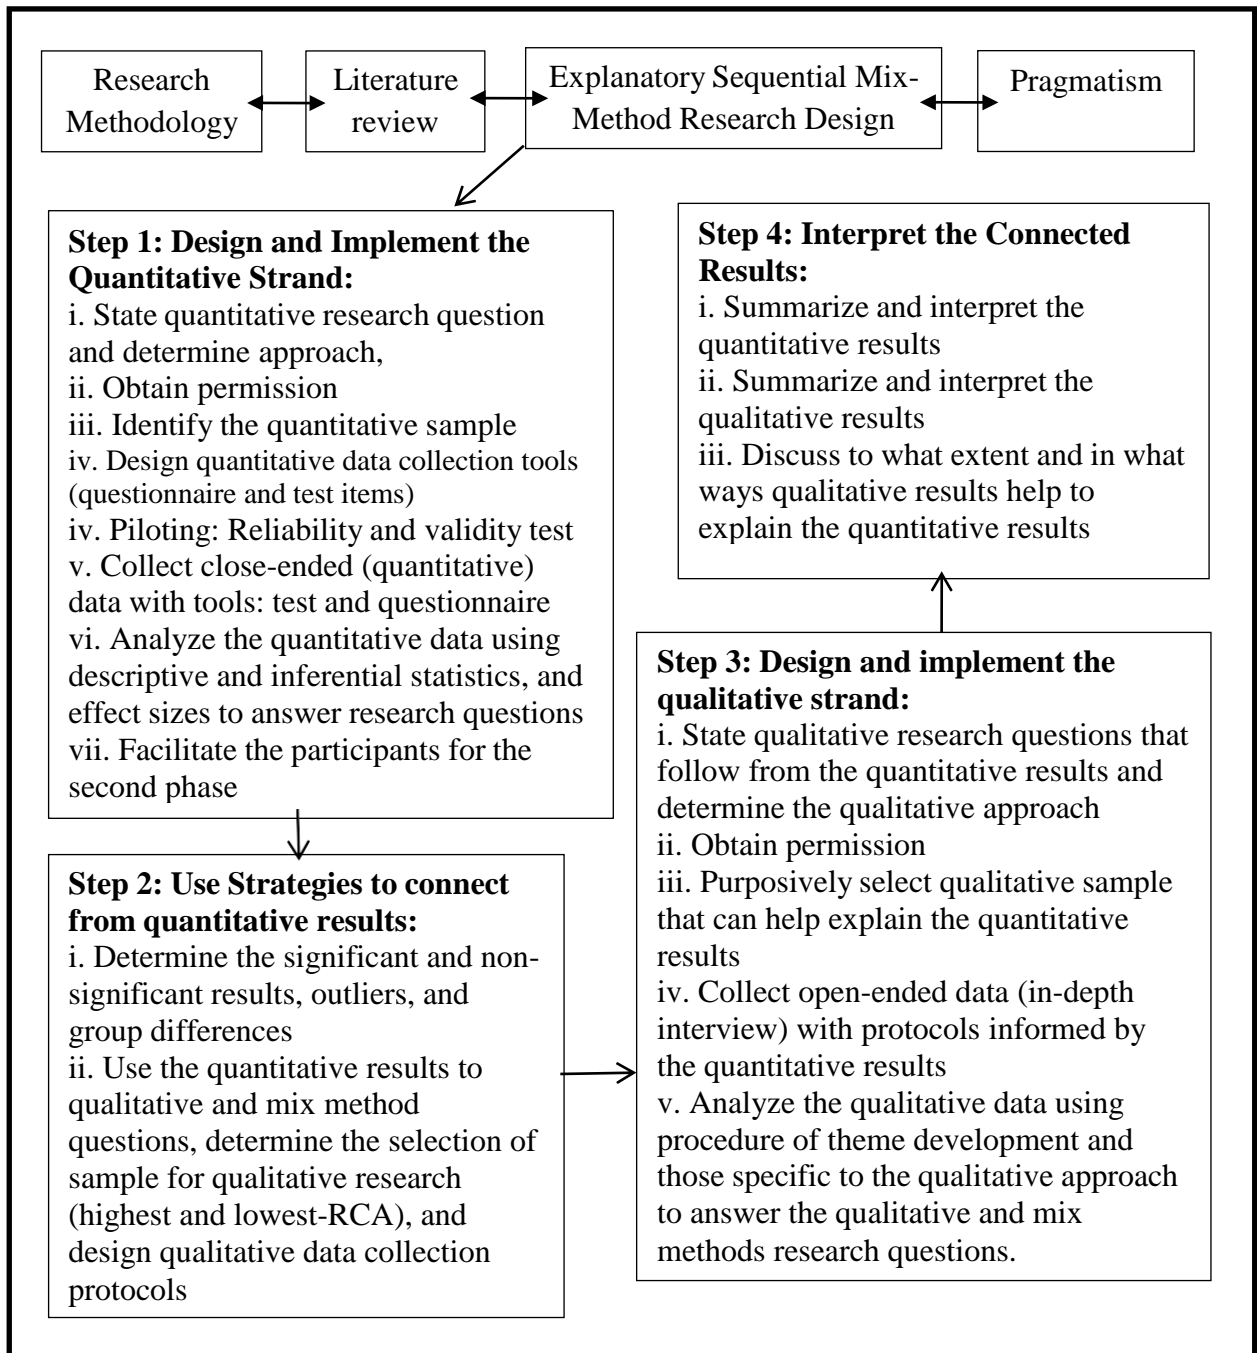 Research
Methodology
Literature
review
Explanatory Sequential Mix-
Method Research Design
Pragmatism
Step 1: Design and Implement the
Quantitative Strand:
i. State quantitative research question
and determine approach,
ii. Obtain permission
iii. Identify the quantitative sample
iv. Design quantitative data collection tools
(questionnaire and test items)
iv. Piloting: Reliability and validity test
v. Collect close-ended (quantitative)
data with tools: test and questionnaire
vi. Analyze the quantitative data using
descriptive and inferential statistics, and
effect sizes to answer research questions
vii. Facilitate the participants for the
second phase
Step 2: Use Strategies to connect
from quantitative results:
i. Determine the significant and non-
significant results, outliers, and
group differences
ii. Use the quantitative results to
qualitative and mix method
questions, determine the selection of
sample for qualitative research
(highest and lowest-RCA), and
design qualitative data collection
protocols
Step 3: Design and implement the
qualitative strand:
i. State qualitative research questions that
follow from the quantitative results and
determine the qualitative approach
ii. Obtain permission
iii. Purposively select qualitative sample
that can help explain the quantitative
results
iv. Collect open-ended data (in-depth
interview) with protocols informed by
the quantitative results
v. Analyze the qualitative data using
procedure of theme development and
those specific to the qualitative approach
to answer the qualitative and mix
methods research questions.
Step 4: Interpret the Connected
Results:
i. Summarize and interpret the
quantitative results
ii. Summarize and interpret the
qualitative results
iii. Discuss to what extent and in what
ways qualitative results help to
explain the quantitative results